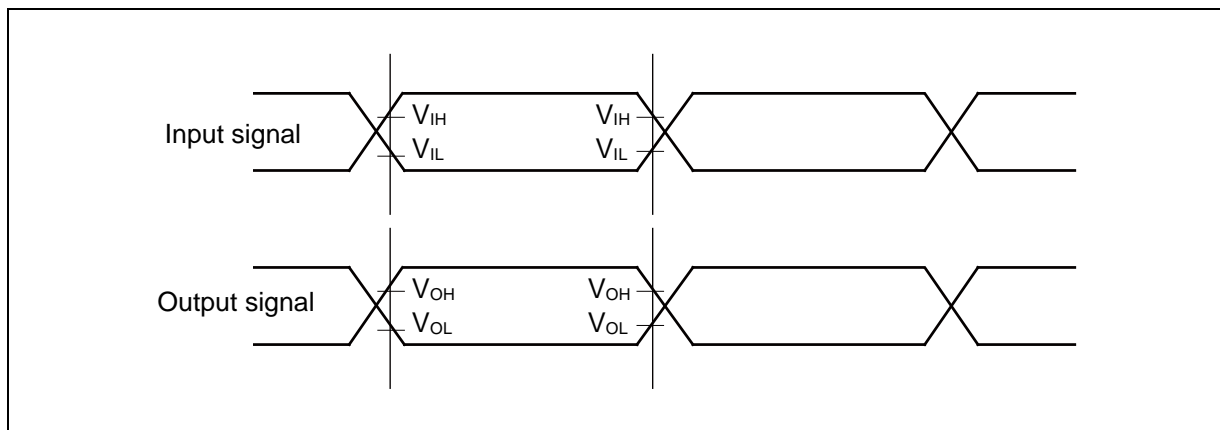 Input signal
VIH
VIH
VIL
VIL
Output signal
VOH
VOH
VOL
VOL